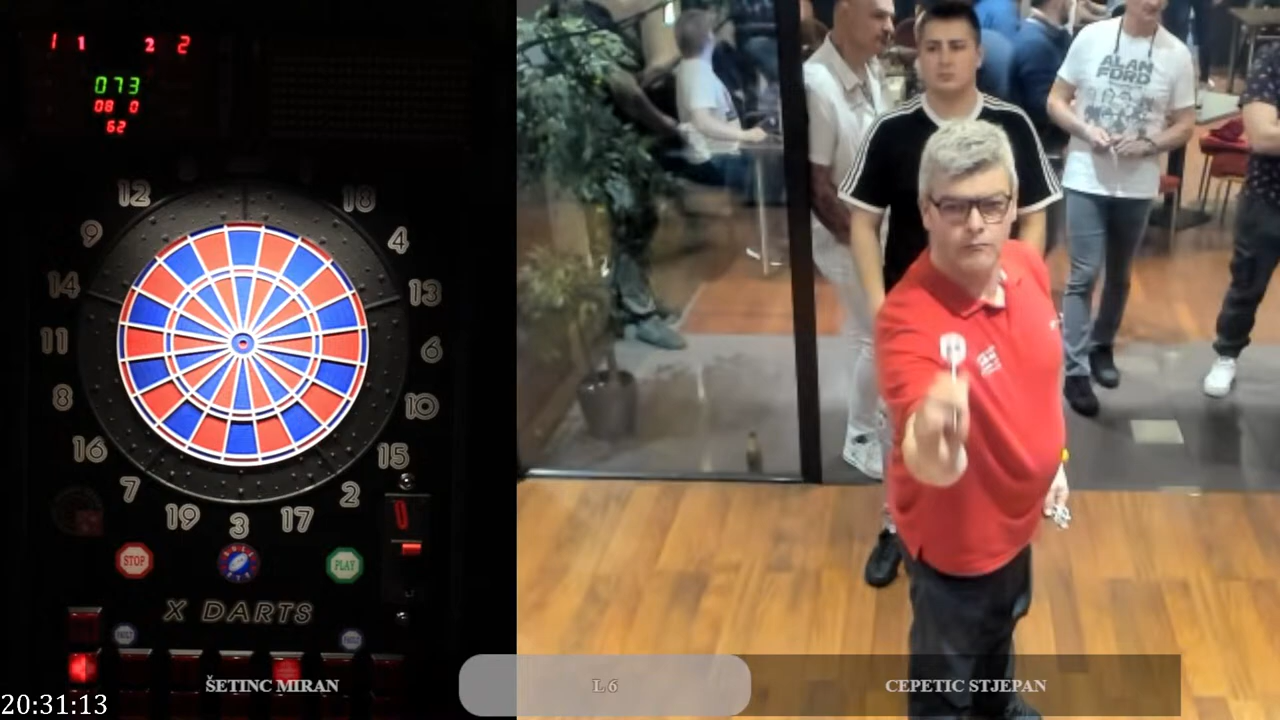 1 1 2 2
073
08 0
62
12 18
9 4
14 13
11 6
8 10
16 15
7 2
19 3 17
0
STOP PLAY
X DARTS
ALAN
FORD
ŠETINC MIRAN L 6 CEPETIC STJEPAN
20:31:13